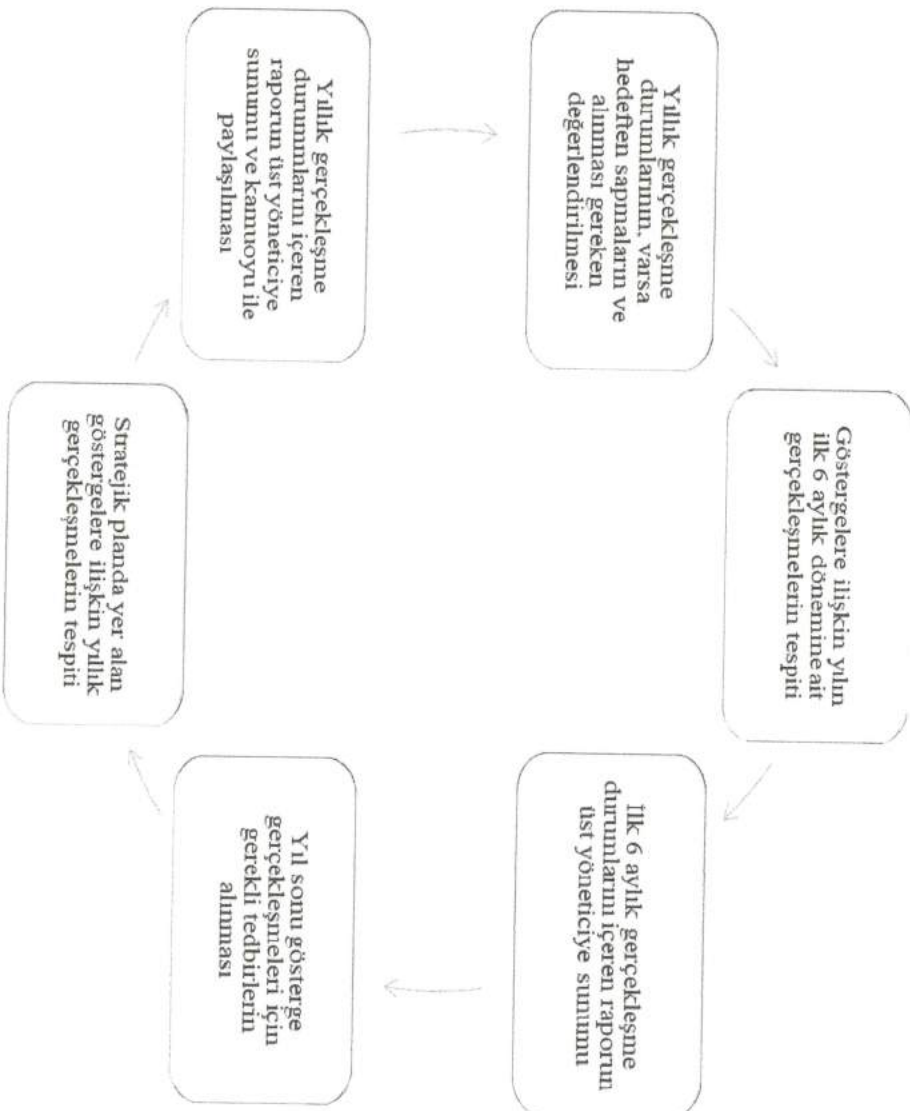 Göstergelere ilişkin yılın
ilk 6 aylık dönemine ait
gerçekleşmelerin tespiti
İlk 6 aylık gerçekleşme
durumlarını içeren raporun
üst yöneticiye sunumu
Yıl sonu gösterge
gerçekleşmeleri için
gerekli tedbirlerin
alınması
Stratejik planda yer alan
göstergelere ilişkin yıllık
gerçekleşmelerin tespiti
Yıllık gerçekleşme
durummlarını içeren
raporun üst yöneticiye
sunumu ve kamuoyu ile
paylaşılması
Yıllık gerçekleşme
durumlarının, varsa
hedeften sapmaların ve
alınması gereken
değerlendirilmesi